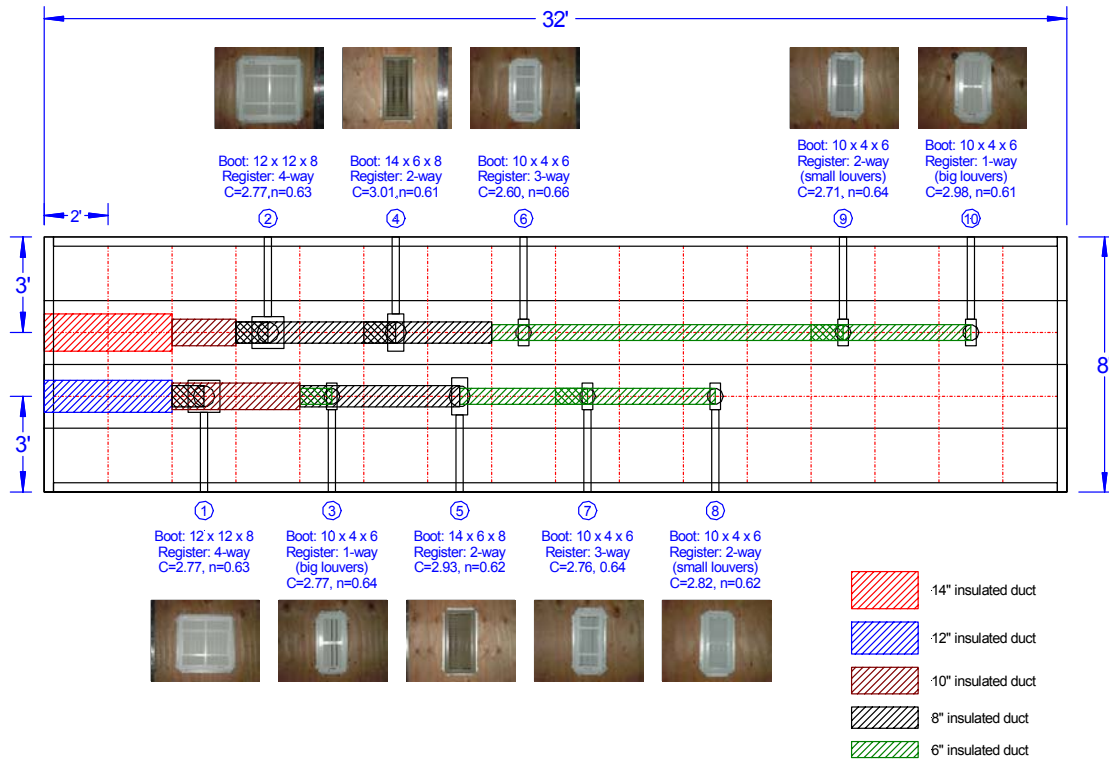 32'
Boot: 12 x 12 x 8
Register: 4-way
C=2.77,n=0.63
2
Boot: 14 x 6 x 8
Register: 2-way
C=3.01,n=0.61
4
Boot: 10 x 4 x 6
Register: 3-way
C=2.60, n=0.66
6
Boot: 10 x 4 x 6
Register: 2-way
(small louvers)
C=2.71, n=0.64
9
Boot: 10 x 4 x 6
Register: 1-way
(big louvers)
C=2.98, n=0.61
10
2'
3'
3'
8
1
Boot: 12 x 12 x 8
Register: 4-way
C=2.77, n=0.63
3
Boot: 10 x 4 x 6
Register: 1-way
(big louvers)
C=2.77, n=0.64
5
Boot: 14 x 6 x 8
Register: 2-way
C=2.93, n=0.62
7
Boot: 10 x 4 x 6
Reister: 3-way
C=2.76, 0.64
8
Boot: 10 x 4 x 6
Register: 2-way
(small louvers)
C=2.82, n=0.62
14" insulated duct
12" insulated duct
10" insulated duct
8" insulated duct
6" insulated duct